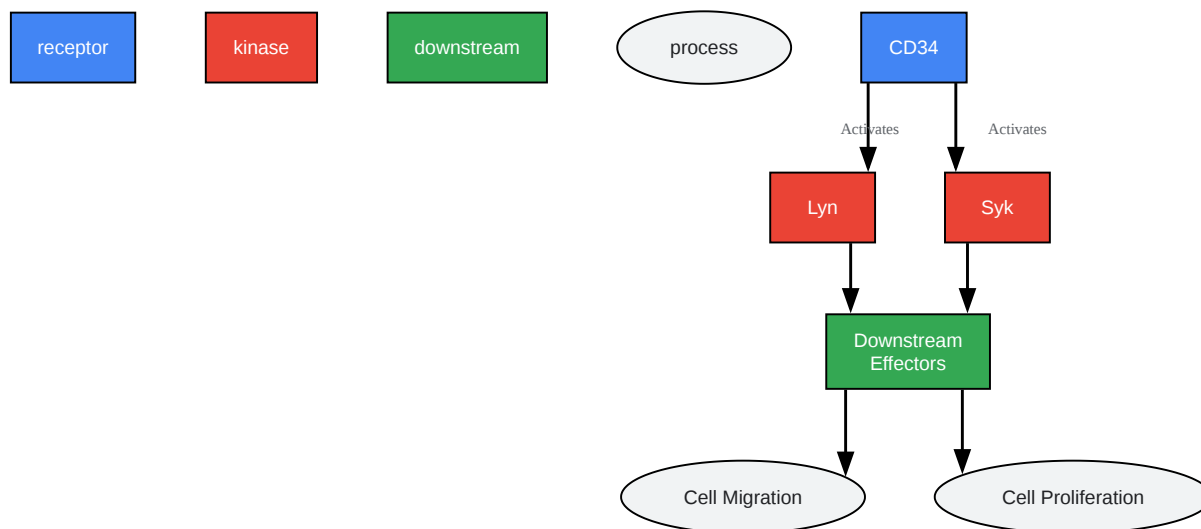 receptor
kinase
downstream
process
CD34
Activates
Activates
Lyn
Syk
Downstream
Effectors
Cell Migration
Cell Proliferation